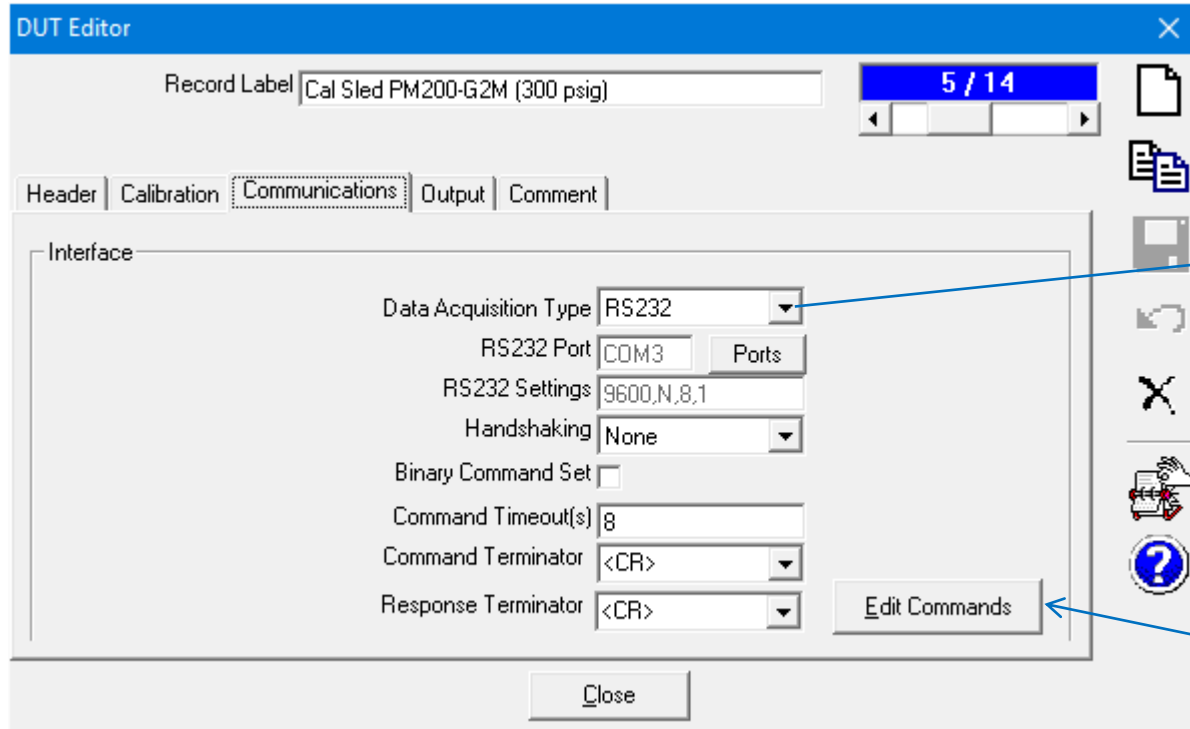 DUT Editor
Record Label Cal Sled PM200-G2M (300 psig)
5 / 14
Header Calibration Communications Output Comment
Interface
Data Acquisition Type RS232
RS232 Port COM3 Ports
RS232 Settings 9600,N,8,1
Handshaking None
Binary Command Set
Command Timeout(s) 8
Command Terminator <CR>
Response Terminator <CR>
Edit Commands
Close